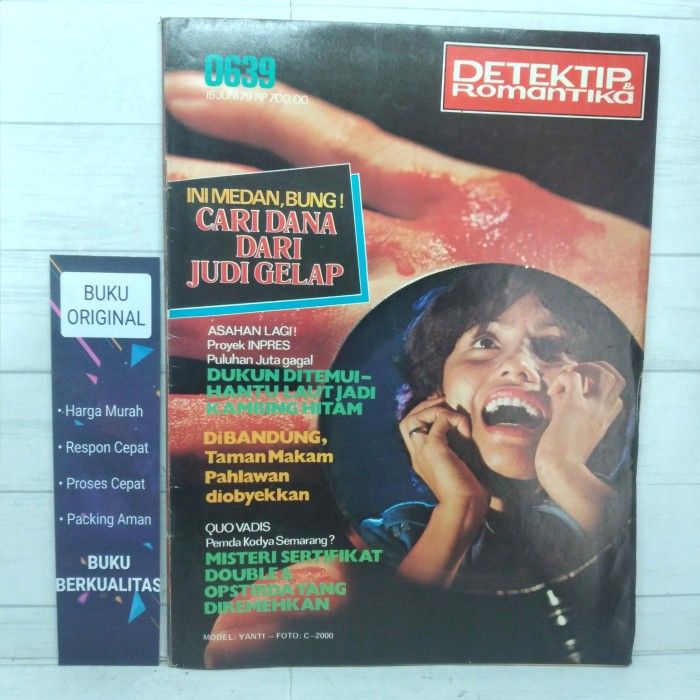 0639
15 JUNI 79 RP 700,00
DETEKTIP
& ROMANTIKA
INI MEDAN, BUNG!
CARI DANA
DARI
JUDI GELAP
ASAHAN LAGI!
Proyek INPRES
Puluhan Juta gagal
DUKUN DITEMUI-
HANTU LAUT JADI
KAMBING HITAM
DiBANDUNG,
Taman Makam
Pahlawan
diobyekkan
QUO VADIS
Pemda Kodya Semarang?
MISTERI SERTIFIKAT
DOUBLE &
OPSTIBDA YANG
DIREMEHKAN
MODEL: YANTI – FOTO: C–2000
BUKU
ORIGINAL
• Harga Murah
• Respon Cepat
• Proses Cepat
• Packing Aman
BUKU
BERKUALITAS